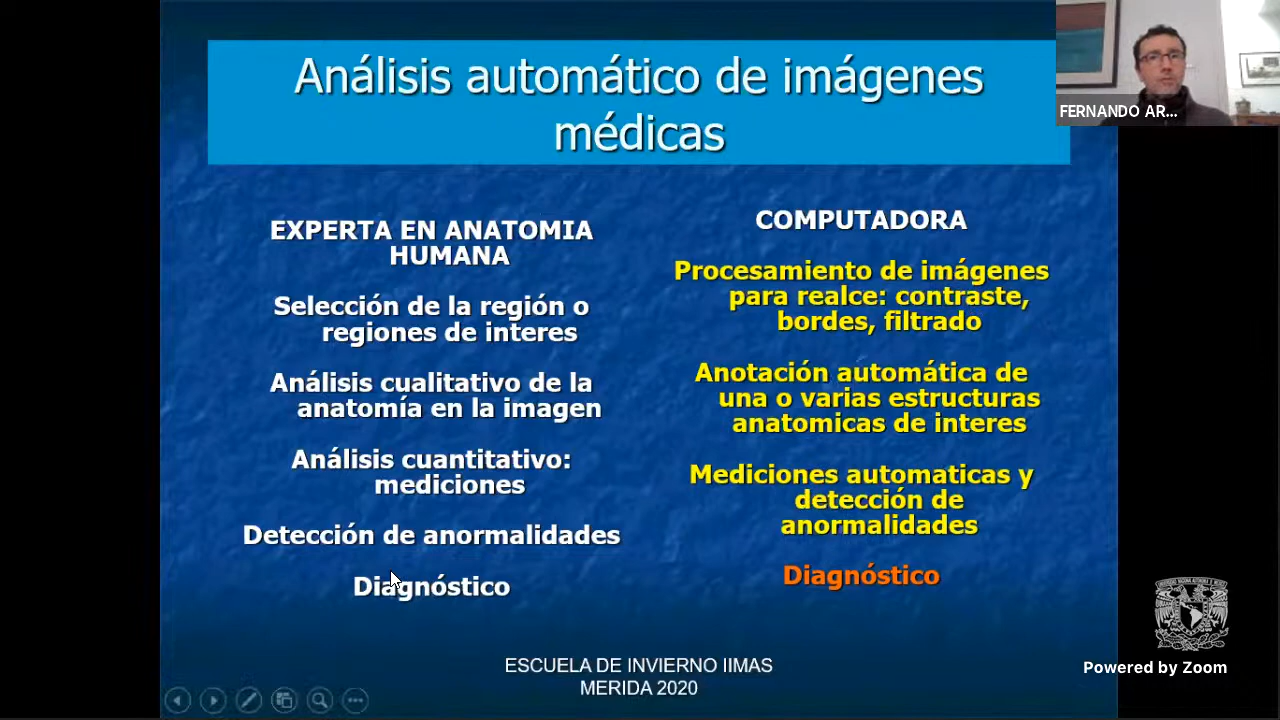 Análisis automático de imágenes
médicas
FERNANDO AR...
EXPERTA EN ANATOMIA
HUMANA
Selección de la región o
regiones de interes
Análisis cualitativo de la
anatomía en la imagen
Análisis cuantitativo:
mediciones
Detección de anormalidades
Diagnóstico
COMPUTADORA
Procesamiento de imágenes
para realce: contraste,
bordes, filtrado
Anotación automática de
una o varias estructuras
anatomicas de interes
Mediciones automaticas y
detección de
anormalidades
Diagnóstico
ESCUELA DE INVIERNO IIMAS
MERIDA 2020
Powered by Zoom